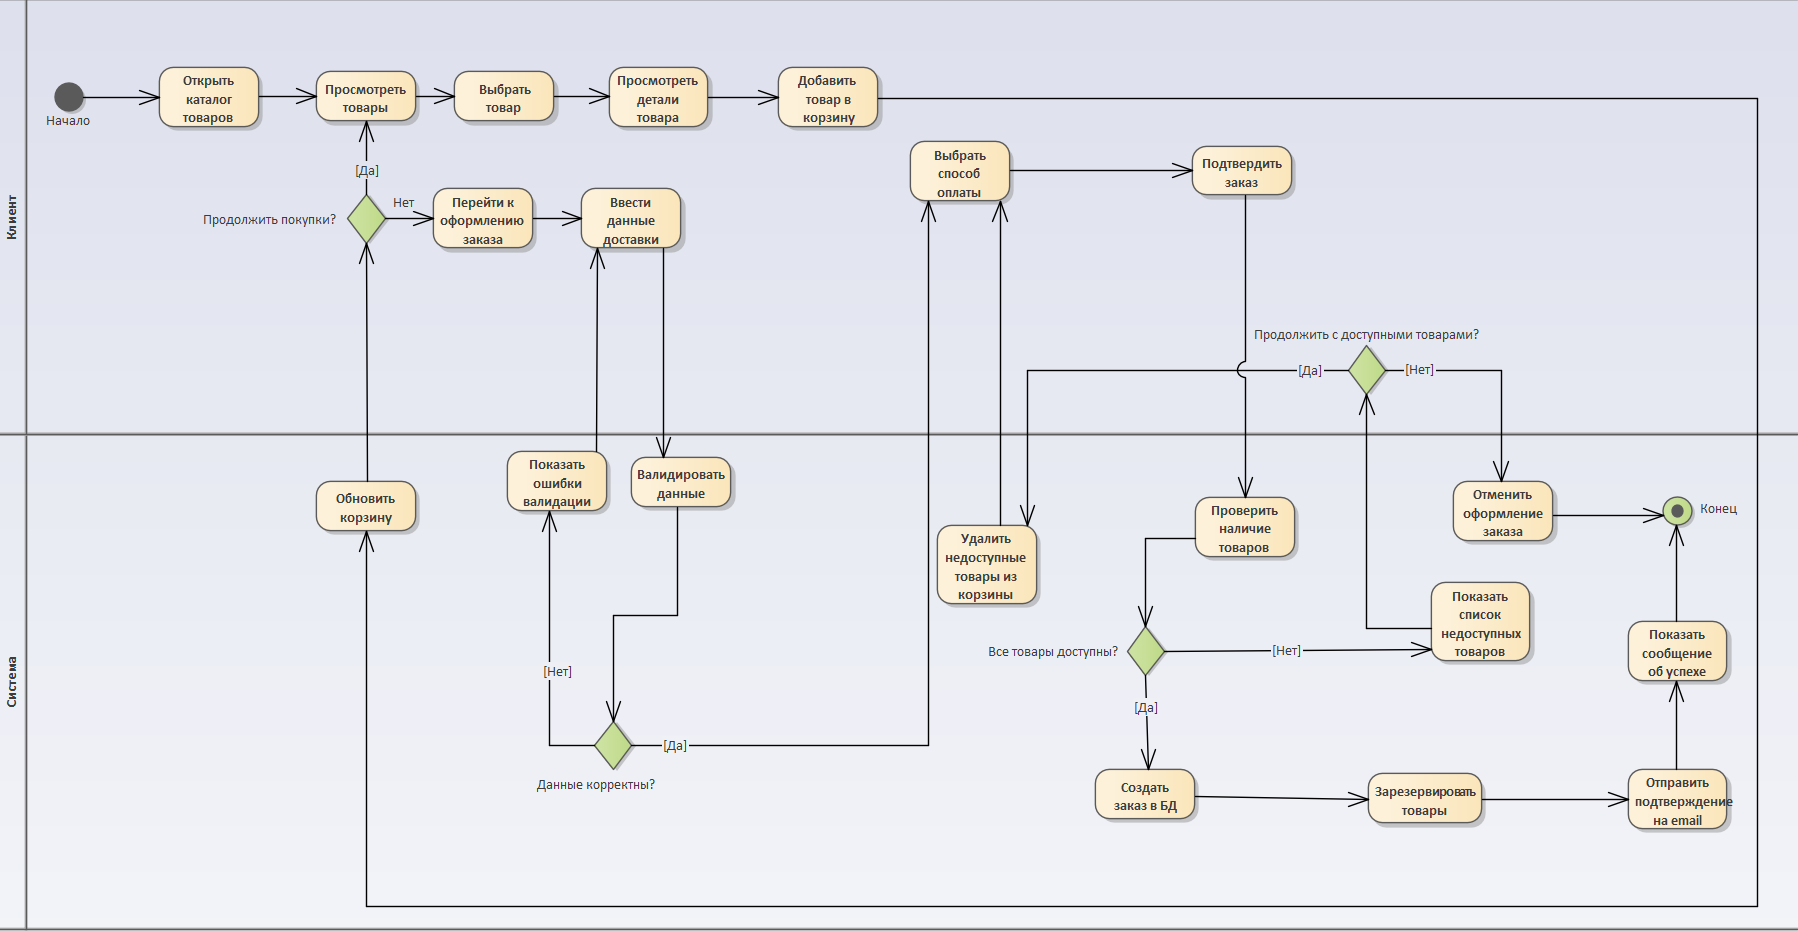 Клиент
Открыть
каталог
товаров
Просмотреть
товары
Выбрать
товар
Просмотреть
детали
товара
Добавить
товар в
корзину
Начало
[Да]
Продолжить покупки?
Нет
Перейти к
оформлению
заказа
Ввести
данные
доставки
Выбрать
способ
оплаты
Подтвердить
заказ
Продолжить с доступными товарами?
[Да]
[Нет]
Система
Обновить
корзину
Показать
ошибки
валидации
Валидировать
данные
Удалить
недоступные
товары из
корзины
Проверить
наличие
товаров
Отменить
оформление
заказа
Конец
Все товары доступны?
[Нет]
Показать
список
недоступных
товаров
Показать
сообщение
об успехе
[Нет]
[Да]
Данные корректны?
[Да]
Создать
заказ в БД
Зарезервировать
товары
Отправить
подтверждение
на email